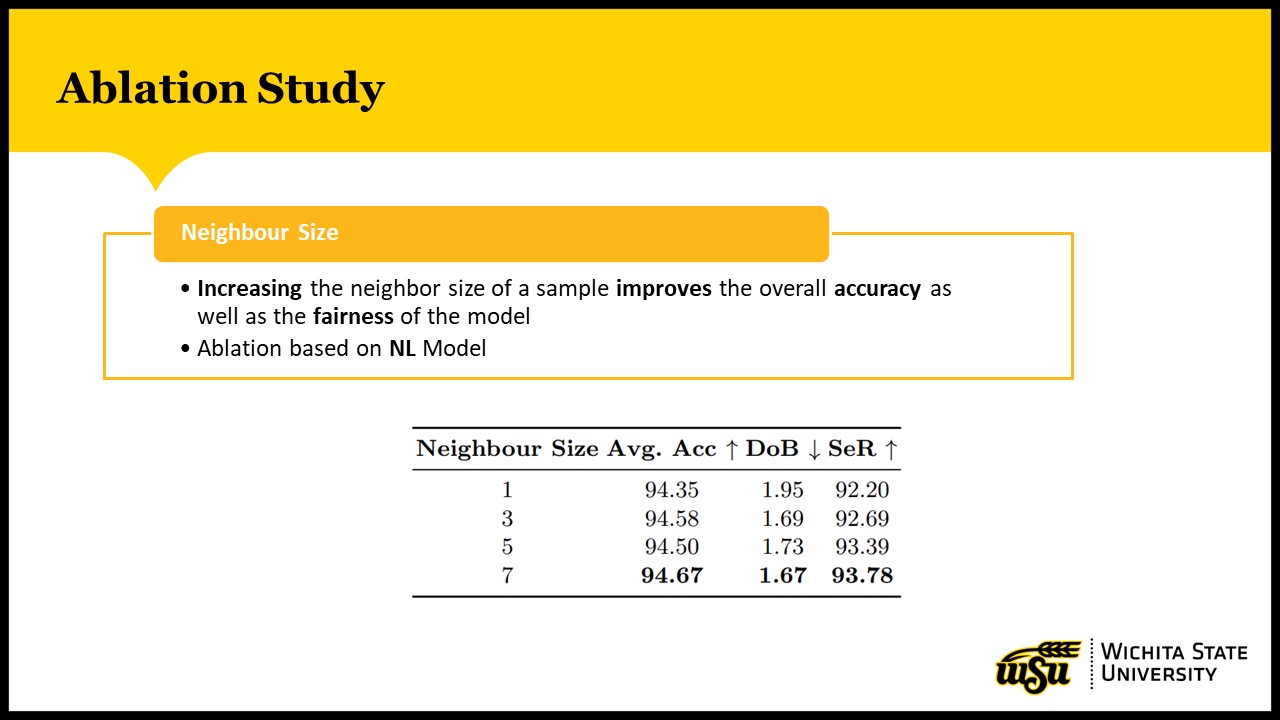 Ablation Study
Neighbour Size
• Increasing the neighbor size of a sample improves the overall accuracy as
well as the fairness of the model
• Ablation based on NL Model
Neighbour Size Avg. Acc ↑ DoB ↓ SeR ↑
1 94.35 1.95 92.20
3 94.58 1.69 92.69
5 94.50 1.73 93.39
7 94.67 1.67 93.78
WSU
WICHITA STATE
UNIVERSITY